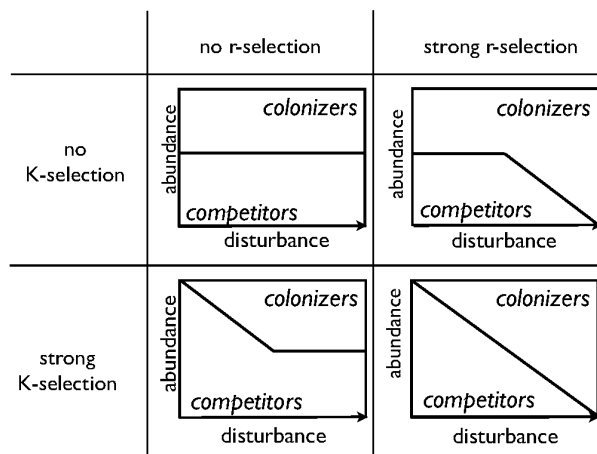 no r-selection
strong r-selection
no
K-selection
abundance
colonizers
competitors
disturbance
abundance
colonizers
competitors
disturbance
strong
K-selection
abundance
colonizers
competitors
disturbance
abundance
colonizers
competitors
disturbance